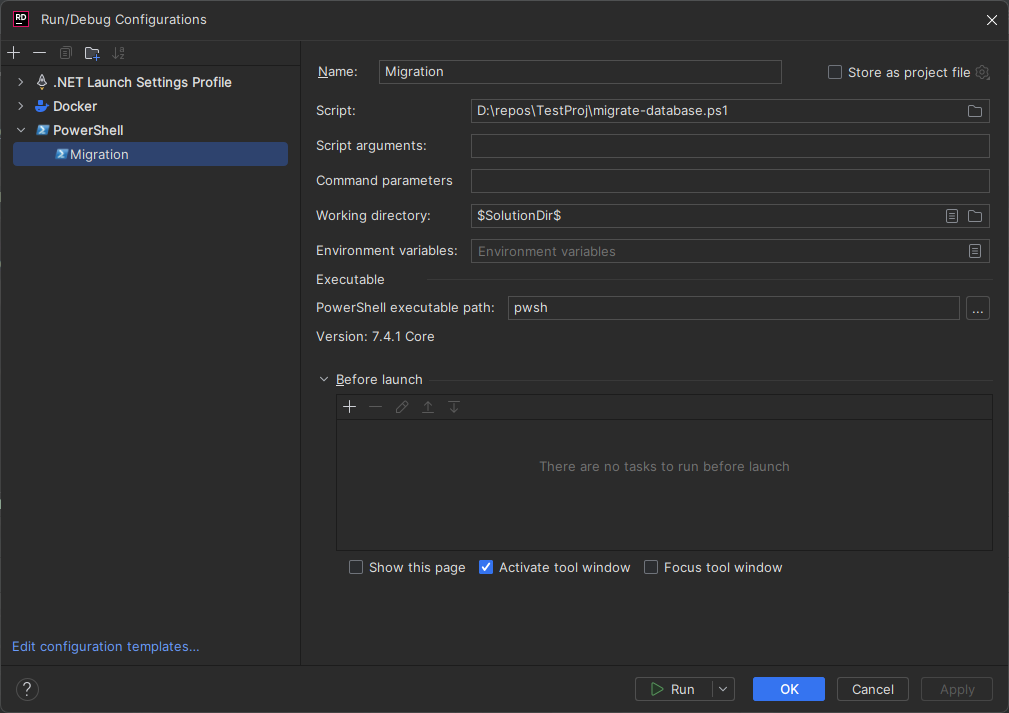 RD Run/Debug Configurations
.NET Launch Settings Profile
Docker
PowerShell
Migration
Edit configuration templates...
Name: Migration Store as project file
Script: D:\repos\TestProj\migrate-database.ps1
Script arguments:
Command parameters
Working directory: $SolutionDir$
Environment variables: Environment variables
Executable
PowerShell executable path: pwsh ...
Version: 7.4.1 Core
Before launch
There are no tasks to run before launch
Show this page Activate tool window Focus tool window
? Run OK Cancel Apply